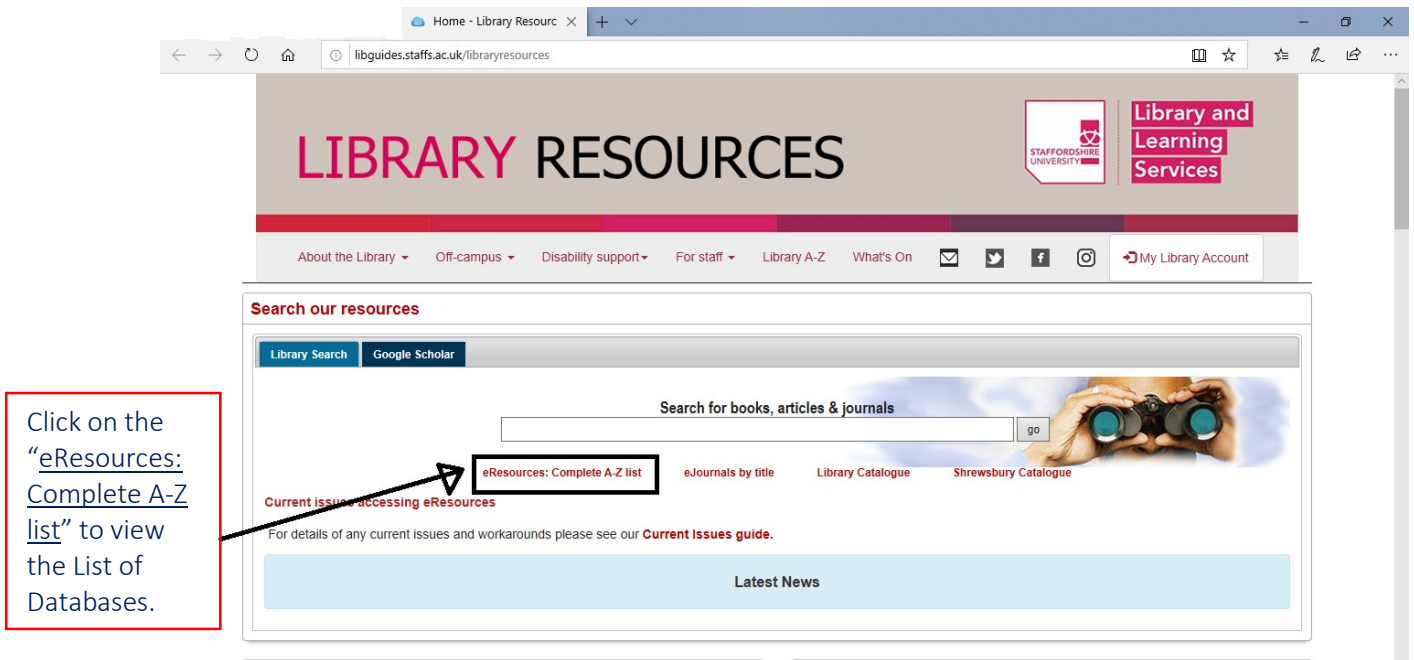 Home - Library Resourc
libguides.staffs.ac.uk/libraryresources
LIBRARY RESOURCES
STAFFORDSHIRE
UNIVERSITY
Library and
Learning
Services
About the Library Off-campus Disability support For staff Library A-Z What's On My Library Account
Search our resources
Library Search Google Scholar
Search for books, articles & journals
go
eResources: Complete A-Z list eJournals by title Library Catalogue Shrewsbury Catalogue
Current issues accessing eResources
For details of any current issues and workarounds please see our Current Issues guide.
Latest News
Click on the
“eResources:
Complete A-Z
list” to view
the List of
Databases.